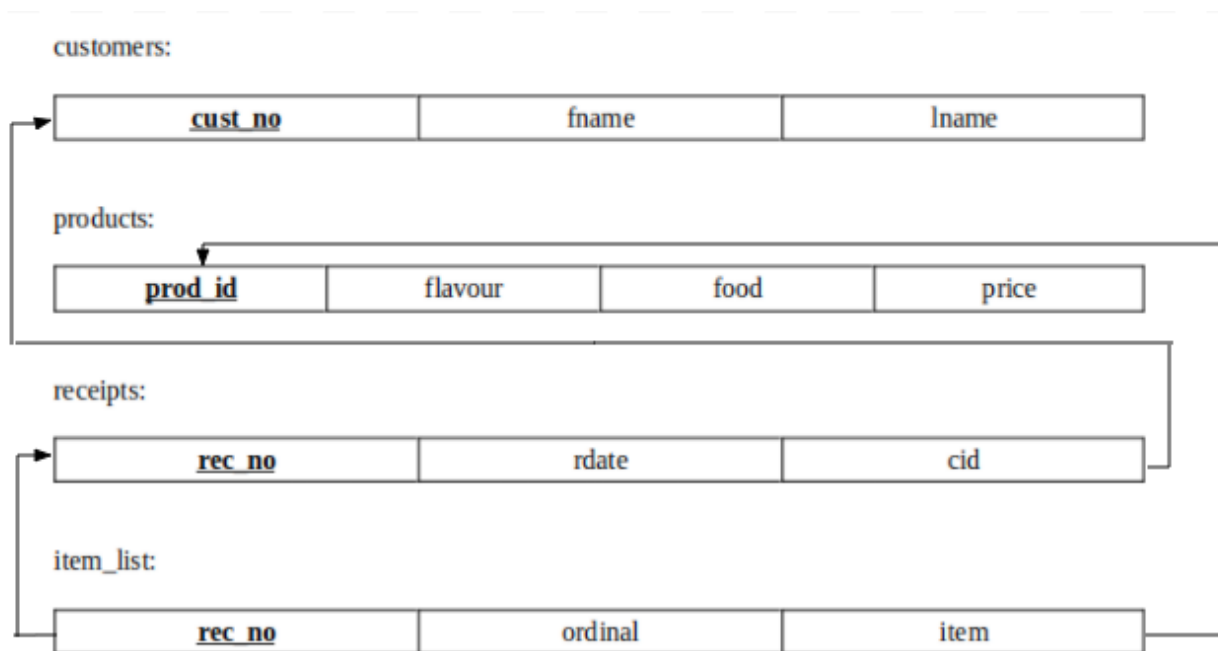 customers:
cust_no fname lname
products:
prod_id flavour food price
receipts:
rec_no rdate cid
item_list:
rec_no ordinal item